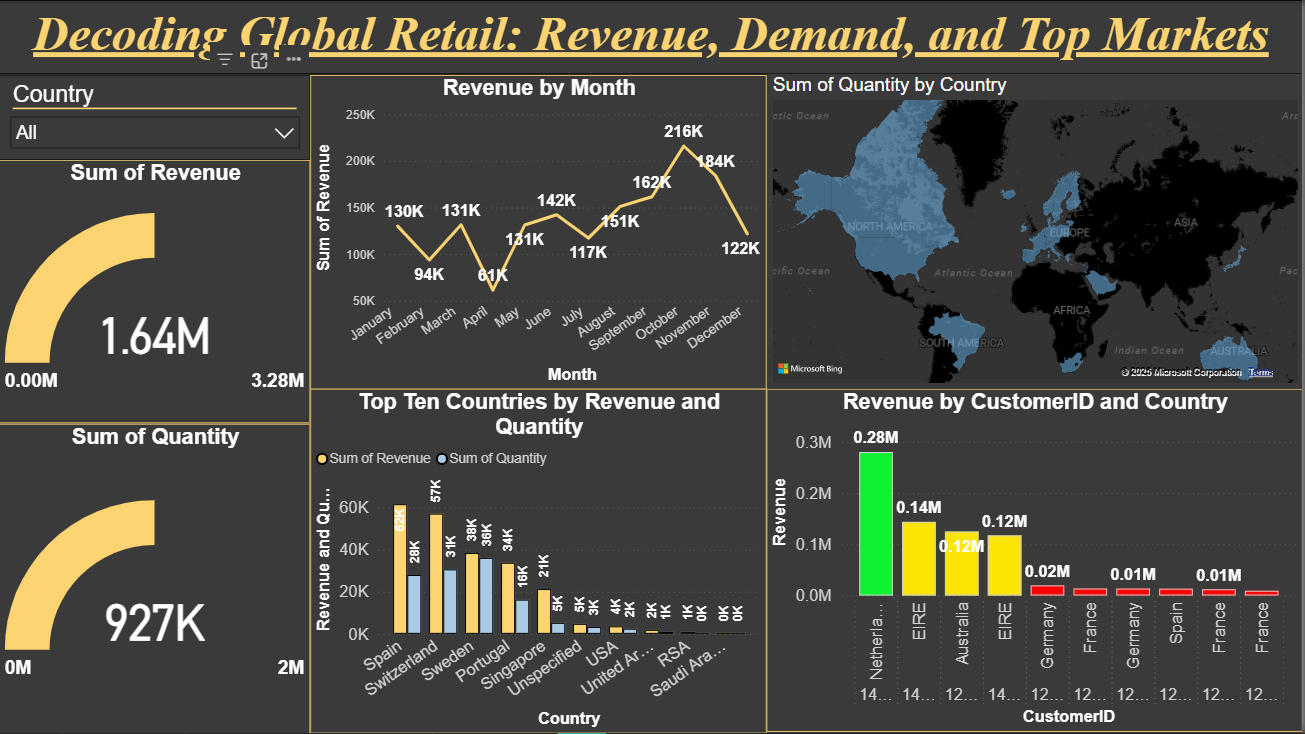 Decoding Global Retail: Revenue, Demand, and Top Markets
Country
All
Sum of Revenue
1.64M
0.00M
3.28M
Sum of Quantity
927K
0M
2M
Revenue by Month
Sum of Revenue
250K
200K
150K
100K
50K
130K
94K
131K
61K
131K
142K
117K
151K
162K
216K
184K
122K
January
February
March
April
May
June
July
August
September
October
November
December
Month
Sum of Quantity by Country
ctic Ocean
Arc
NORTH AMERICA
EUROPE
ASIA
cific Ocean
Atlantic Ocean
Pac
AFRICA
SOUTH AMERICA
Indian Ocean
AUSTRALIA
Microsoft Bing
© 2025 Microsoft Corporation Terms
Top Ten Countries by Revenue and
Quantity
Sum of Revenue
Sum of Quantity
Revenue and Qu...
60K
40K
20K
0K
62K
28K
57K
31K
38K
36K
34K
16K
21K
5K
5K
3K
4K
2K
2K
1K
1K
0K
0K
0K
Spain
Switzerland
Sweden
Portugal
Singapore
Unspecified
USA
United Ar...
RSA
Saudi Ara...
Country
Revenue by CustomerID and Country
Revenue
0.3M
0.2M
0.1M
0.0M
0.28M
0.14M
0.12M
0.12M
0.02M
0.01M
0.01M
Netherla...
EIRE
Australia
EIRE
Germany
France
Germany
Spain
France
France
14...
14...
12...
14...
12...
12...
12...
12...
12...
12...
CustomerID